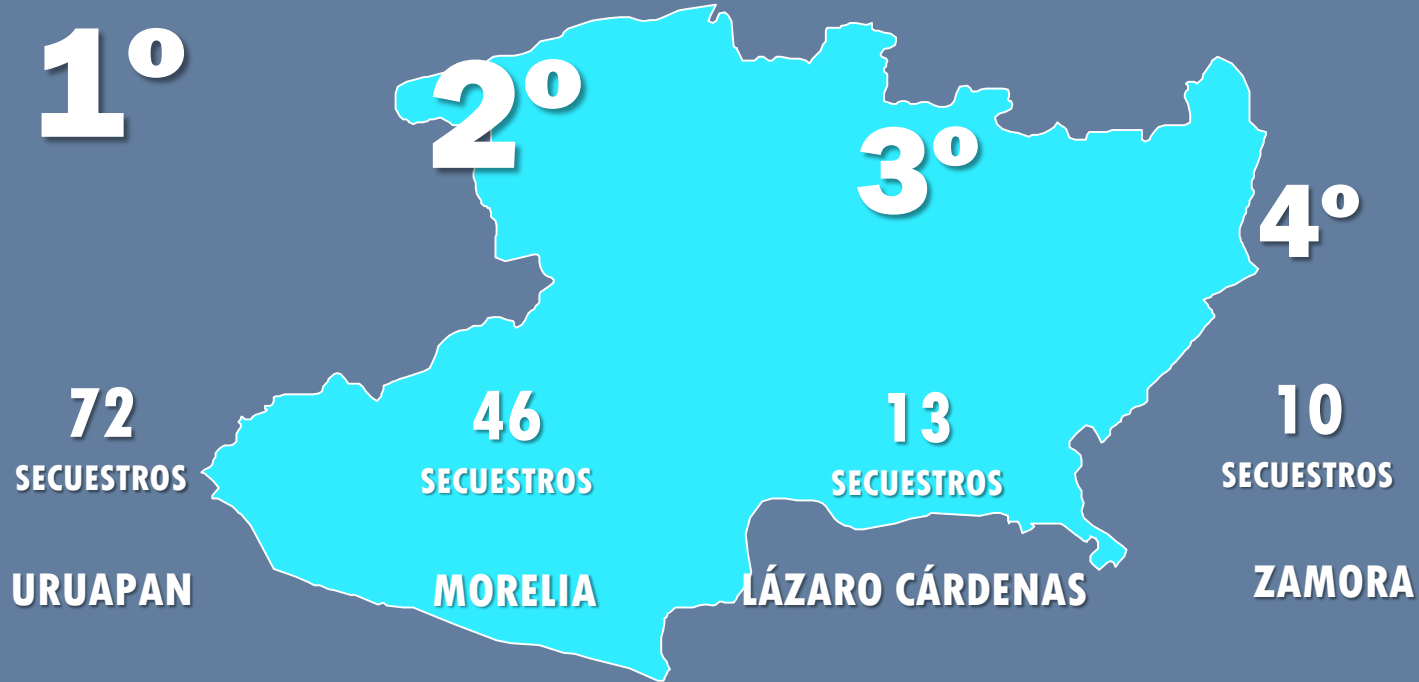 1º
2º
3º
4º
72
SECUESTROS
46
SECUESTROS
13
SECUESTROS
10
SECUESTROS
URUAPAN
MORELIA
LÁZARO CÁRDENAS
ZAMORA